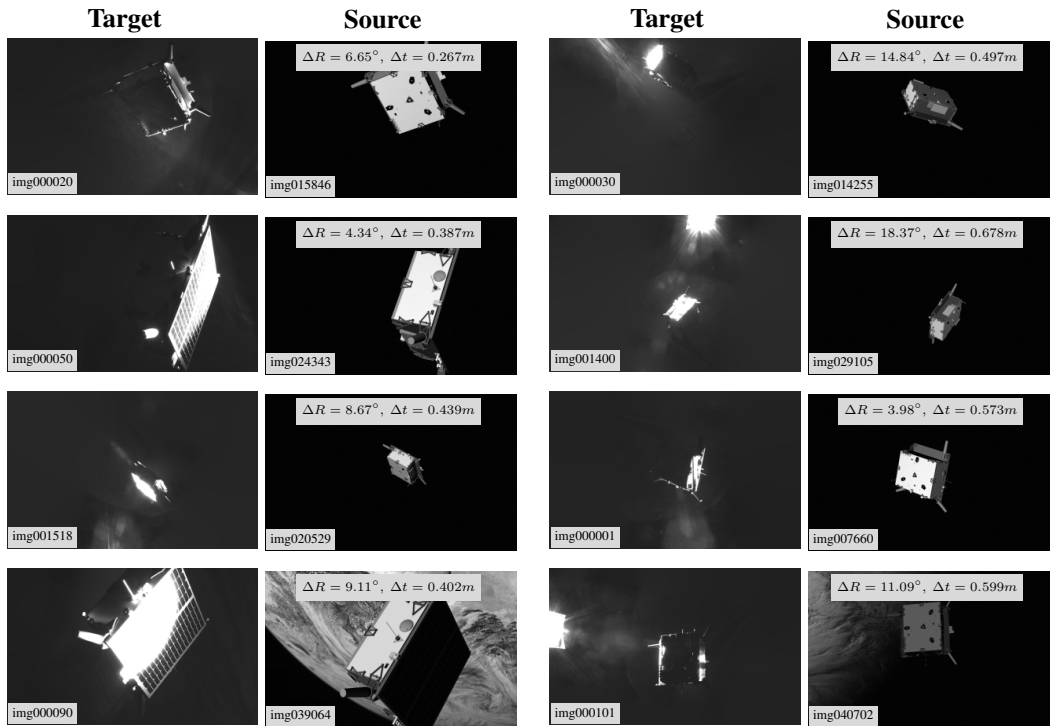 Target Source Target Source
ΔR = 6.65°, Δt = 0.267m
ΔR = 14.84°, Δt = 0.497m
img000020 img015846 img000030 img014255
ΔR = 4.34°, Δt = 0.387m
ΔR = 18.37°, Δt = 0.678m
img000050 img024343 img001400 img029105
ΔR = 8.67°, Δt = 0.439m
ΔR = 3.98°, Δt = 0.573m
img001518 img020529 img000001 img007660
ΔR = 9.11°, Δt = 0.402m
ΔR = 11.09°, Δt = 0.599m
img000090 img039064 img000101 img040702